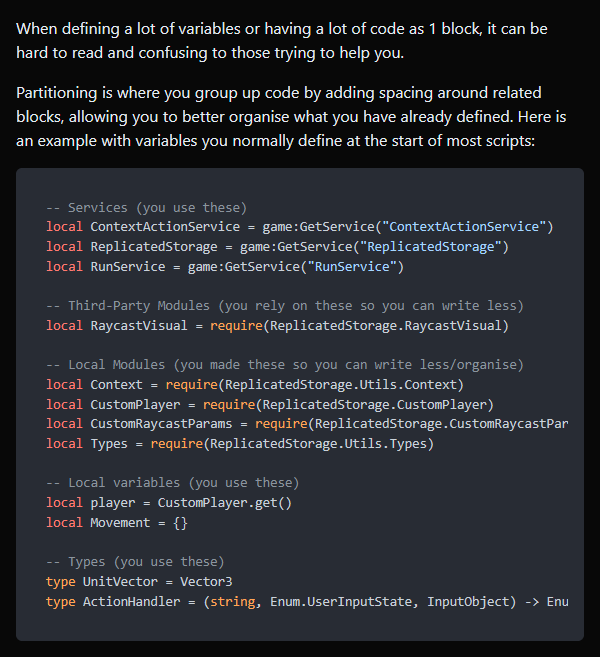 When defining a lot of variables or having a lot of code as 1 block, it can be
hard to read and confusing to those trying to help you.
Partitioning is where you group up code by adding spacing around related
blocks, allowing you to better organise what you have already defined. Here is
an example with variables you normally define at the start of most scripts:
-- Services (you use these)
local ContextActionService = game:GetService("ContextActionService")
local ReplicatedStorage = game:GetService("ReplicatedStorage")
local RunService = game:GetService("RunService")
-- Third-Party Modules (you rely on these so you can write less)
local RaycastVisual = require(ReplicatedStorage.RaycastVisual)
-- Local Modules (you made these so you can write less/organise)
local Context = require(ReplicatedStorage.Utils.Context)
local CustomPlayer = require(ReplicatedStorage.CustomPlayer)
local CustomRaycastParams = require(ReplicatedStorage.CustomRaycastPar
local Types = require(ReplicatedStorage.Utils.Types)
-- Local variables (you use these)
local player = CustomPlayer.get()
local Movement = {}
-- Types (you use these)
type UnitVector = Vector3
type ActionHandler = (string, Enum.UserInputState, InputObject) -> Enu